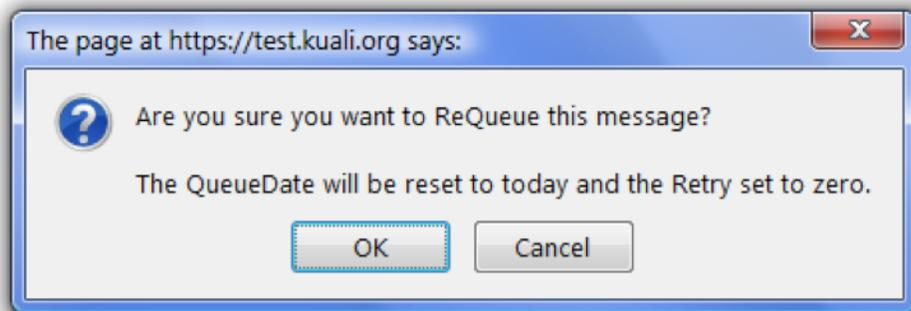 The page at https://test.kuali.org says:
x
?
Are you sure you want to ReQueue this message?
The QueueDate will be reset to today and the Retry set to zero.
OK Cancel